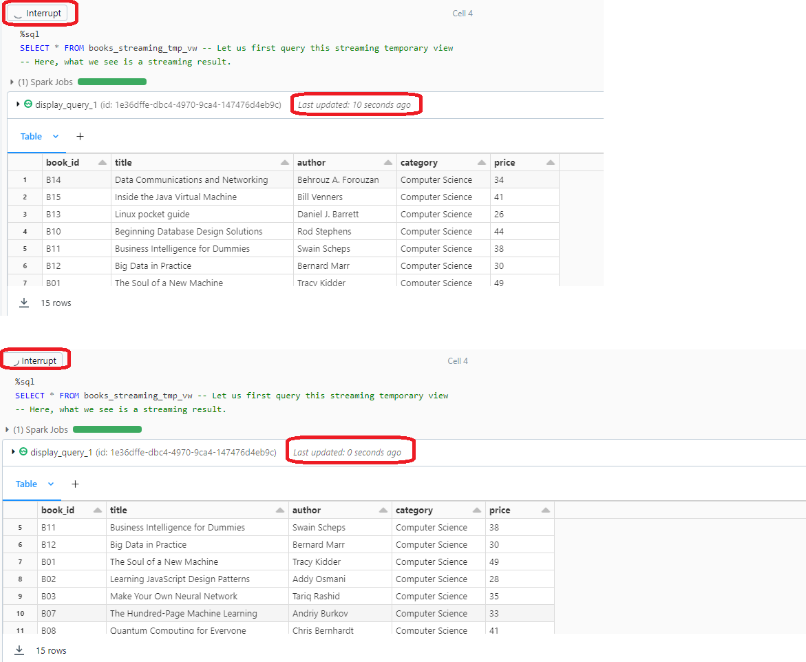 Interrupt
Cell 4
%sql
SELECT * FROM books_streaming_tmp_vw -- Let us first query this streaming temporary view
-- Here, what we see is a streaming result.
(1) Spark Jobs
display_query_1 (id: 1e36dffe-dbc4-4970-9ca4-147476d4eb9c) Last updated: 10 seconds ago
Table +
book_id title author category price
1 B14 Data Communications and Networking Behrouz A. Forouzan Computer Science 34
2 B15 Inside the Java Virtual Machine Bill Venners Computer Science 41
3 B13 Linux pocket guide Daniel J. Barrett Computer Science 26
4 B10 Beginning Database Design Solutions Rod Stephens Computer Science 44
5 B11 Business Intelligence for Dummies Swain Scheps Computer Science 38
6 B12 Big Data in Practice Bernard Marr Computer Science 30
7 B01 The Soul of a New Machine Tracy Kidder Computer Science 49
15 rows
Interrupt
Cell 4
%sql
SELECT * FROM books_streaming_tmp_vw -- Let us first query this streaming temporary view
-- Here, what we see is a streaming result.
(1) Spark Jobs
display_query_1 (id: 1e36dffe-dbc4-4970-9ca4-147476d4eb9c) Last updated: 0 seconds ago
Table +
book_id title author category price
5 B11 Business Intelligence for Dummies Swain Scheps Computer Science 38
6 B12 Big Data in Practice Bernard Marr Computer Science 30
7 B01 The Soul of a New Machine Tracy Kidder Computer Science 49
8 B02 Learning JavaScript Design Patterns Addy Osmani Computer Science 28
9 B03 Make Your Own Neural Network Tariq Rashid Computer Science 35
10 B07 The Hundred-Page Machine Learning Andriy Burkov Computer Science 33
11 B08 Quantum Computing for Everyone Chris Bernhardt Computer Science 41
15 rows